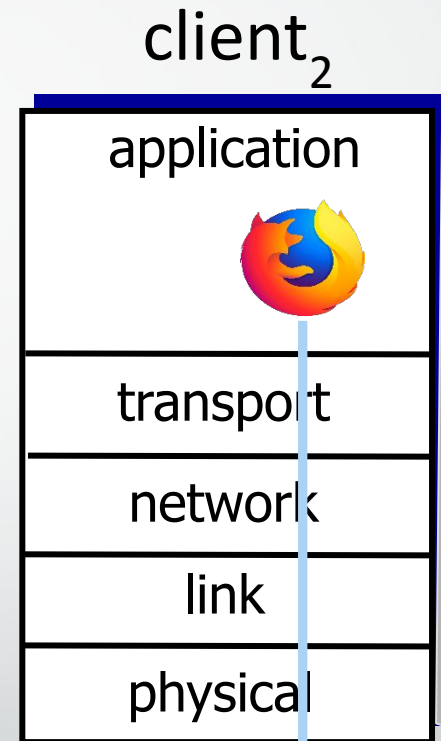 client₂
application
transport
network
link
physical